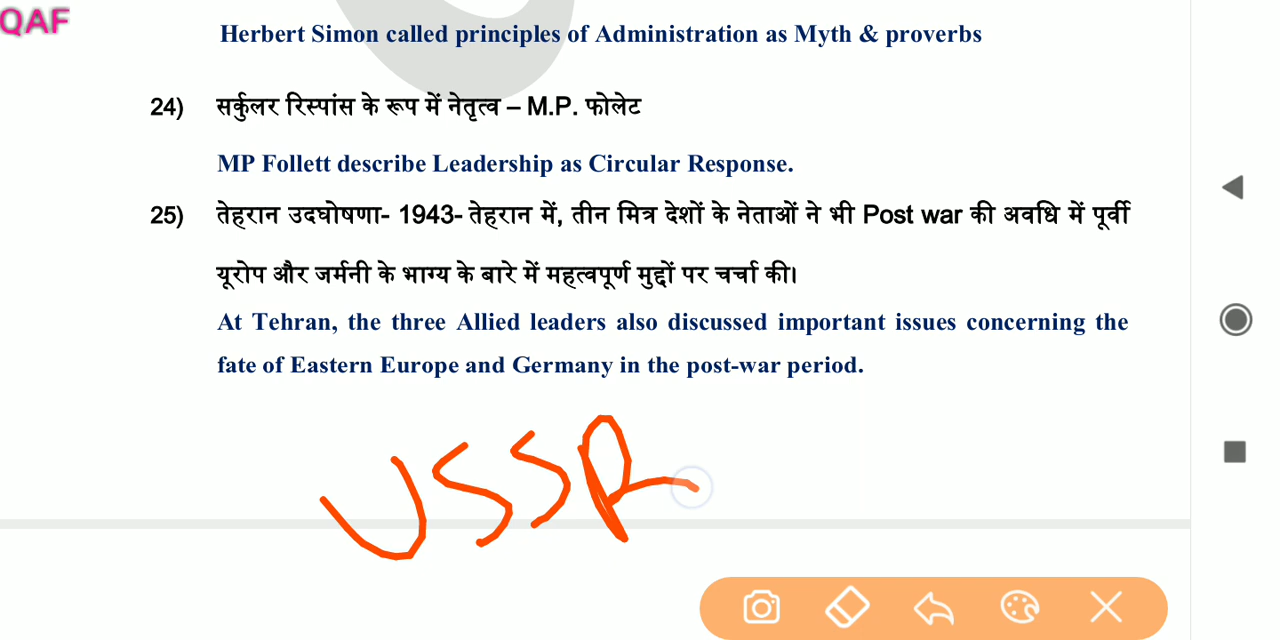 QAF
Herbert Simon called principles of Administration as Myth & proverbs
24) सर्कुलर रिस्पांस के रूप में नेतृत्व – M.P. फोलेट
MP Follett describe Leadership as Circular Response.
25) तेहरान उदघोषणा- 1943- तेहरान में, तीन मित्र देशों के नेताओं ने भी Post war की अवधि में पूर्वी
यूरोप और जर्मनी के भाग्य के बारे में महत्वपूर्ण मुद्दों पर चर्चा की।
At Tehran, the three Allied leaders also discussed important issues concerning the
fate of Eastern Europe and Germany in the post-war period.
USSR